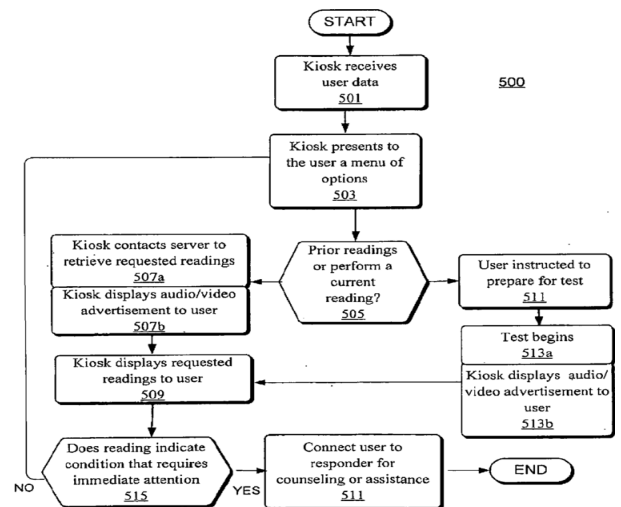 START
Kiosk receives
user data
501
500
Kiosk presents to
the user a menu of
options
503
Kiosk contacts server to
retrieve requested readings
507a
Kiosk displays audio/video
advertisement to user
507b
Prior readings
or perform a
current
reading?
505
User instructed to
prepare for test
511
Test begins
513a
Kiosk displays audio/
video advertisement to
user
513b
Kiosk displays requested
readings to user
509
Does reading indicate
condition that requires
immediate attention
515
NO
YES
Connect user to
responder for
counseling or assistance
511
END